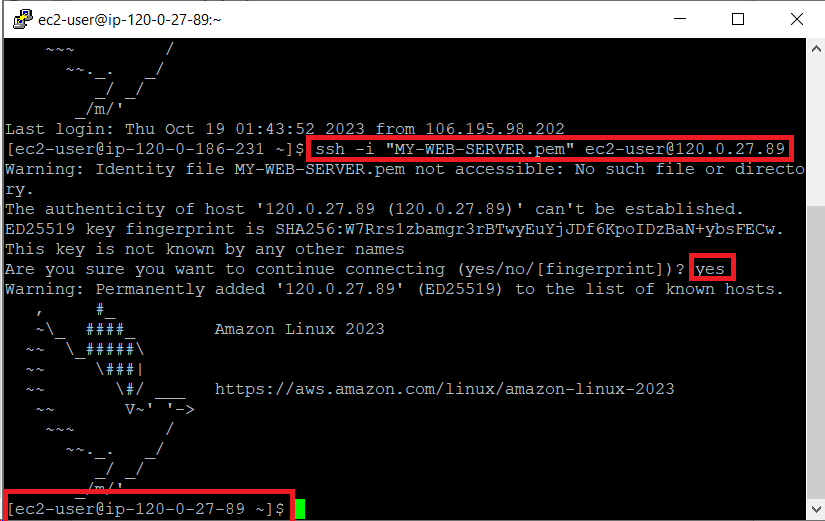 ec2-user@ip-120-0-27-89:~
   ~~~         /
     ~~._.   _/
        _/ _/
      _/m/'
Last login: Thu Oct 19 01:43:52 2023 from 106.195.98.202
[ec2-user@ip-120-0-186-231 ~]$ ssh -i "MY-WEB-SERVER.pem" ec2-user@120.0.27.89
Warning: Identity file MY-WEB-SERVER.pem not accessible: No such file or directo
ry.
The authenticity of host '120.0.27.89 (120.0.27.89)' can't be established.
ED25519 key fingerprint is SHA256:W7Rrs1zbamgr3rBTwyEuYjJDf6KpoIDzBaN+ybsFECw.
This key is not known by any other names
Are you sure you want to continue connecting (yes/no/[fingerprint])? yes
Warning: Permanently added '120.0.27.89' (ED25519) to the list of known hosts.
   ,     #_
   ~\_  ####_        Amazon Linux 2023
  ~~  \_#####\
  ~~     \###|
  ~~       \#/ ___   https://aws.amazon.com/linux/amazon-linux-2023
   ~~       V~' '->
    ~~~         /
      ~~._.   _/
         _/ _/
       _/m/'
[ec2-user@ip-120-0-27-89 ~]$